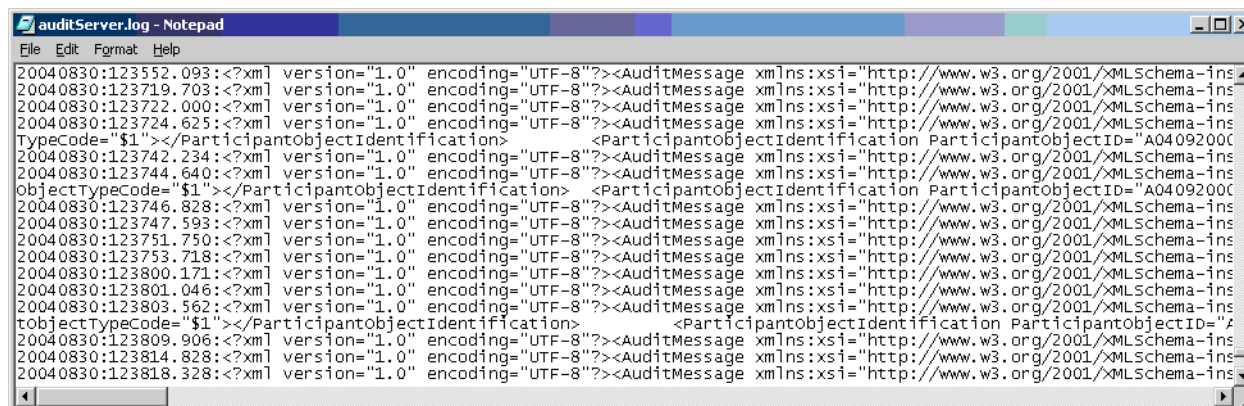 auditServer.log - Notepad
File Edit Format Help
20040830:123552.093:<?xml version="1.0" encoding="UTF-8"?><AuditMessage xmlns:xsi="http://www.w3.org/2001/XMLSchema-ins
20040830:123719.703:<?xml version="1.0" encoding="UTF-8"?><AuditMessage xmlns:xsi="http://www.w3.org/2001/XMLSchema-ins
20040830:123722.000:<?xml version="1.0" encoding="UTF-8"?><AuditMessage xmlns:xsi="http://www.w3.org/2001/XMLSchema-ins
20040830:123724.625:<?xml version="1.0" encoding="UTF-8"?><AuditMessage xmlns:xsi="http://www.w3.org/2001/XMLSchema-ins
TypeCode="$1"></ParticipantObjectIdentification> <ParticipantObjectIdentification ParticipantObjectID="A04092000
20040830:123742.234:<?xml version="1.0" encoding="UTF-8"?><AuditMessage xmlns:xsi="http://www.w3.org/2001/XMLSchema-ins
20040830:123744.640:<?xml version="1.0" encoding="UTF-8"?><AuditMessage xmlns:xsi="http://www.w3.org/2001/XMLSchema-ins
ObjectTypeCode="$1"></ParticipantObjectIdentification> <ParticipantObjectIdentification ParticipantObjectID="A04092000
20040830:123746.828:<?xml version="1.0" encoding="UTF-8"?><AuditMessage xmlns:xsi="http://www.w3.org/2001/XMLSchema-ins
20040830:123747.593:<?xml version="1.0" encoding="UTF-8"?><AuditMessage xmlns:xsi="http://www.w3.org/2001/XMLSchema-ins
20040830:123751.750:<?xml version="1.0" encoding="UTF-8"?><AuditMessage xmlns:xsi="http://www.w3.org/2001/XMLSchema-ins
20040830:123753.718:<?xml version="1.0" encoding="UTF-8"?><AuditMessage xmlns:xsi="http://www.w3.org/2001/XMLSchema-ins
20040830:123800.171:<?xml version="1.0" encoding="UTF-8"?><AuditMessage xmlns:xsi="http://www.w3.org/2001/XMLSchema-ins
20040830:123801.046:<?xml version="1.0" encoding="UTF-8"?><AuditMessage xmlns:xsi="http://www.w3.org/2001/XMLSchema-ins
20040830:123803.562:<?xml version="1.0" encoding="UTF-8"?><AuditMessage xmlns:xsi="http://www.w3.org/2001/XMLSchema-ins
tObjectTypeCode="$1"></ParticipantObjectIdentification> <ParticipantObjectIdentification ParticipantObjectID="A
20040830:123809.906:<?xml version="1.0" encoding="UTF-8"?><AuditMessage xmlns:xsi="http://www.w3.org/2001/XMLSchema-ins
20040830:123814.828:<?xml version="1.0" encoding="UTF-8"?><AuditMessage xmlns:xsi="http://www.w3.org/2001/XMLSchema-ins
20040830:123818.328:<?xml version="1.0" encoding="UTF-8"?><AuditMessage xmlns:xsi="http://www.w3.org/2001/XMLSchema-ins